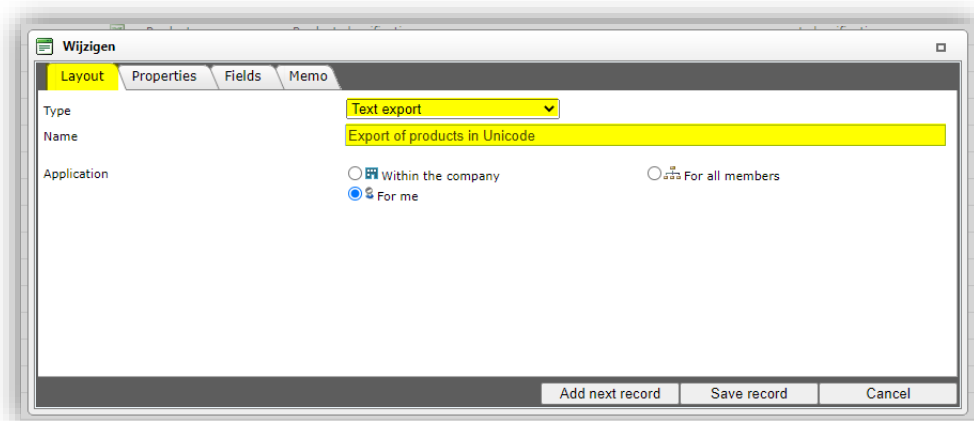 Wijzigen
Layout Properties Fields Memo
Type Text export
Name Export of products in Unicode
Application Within the company For all members
For me
Add next record Save record Cancel